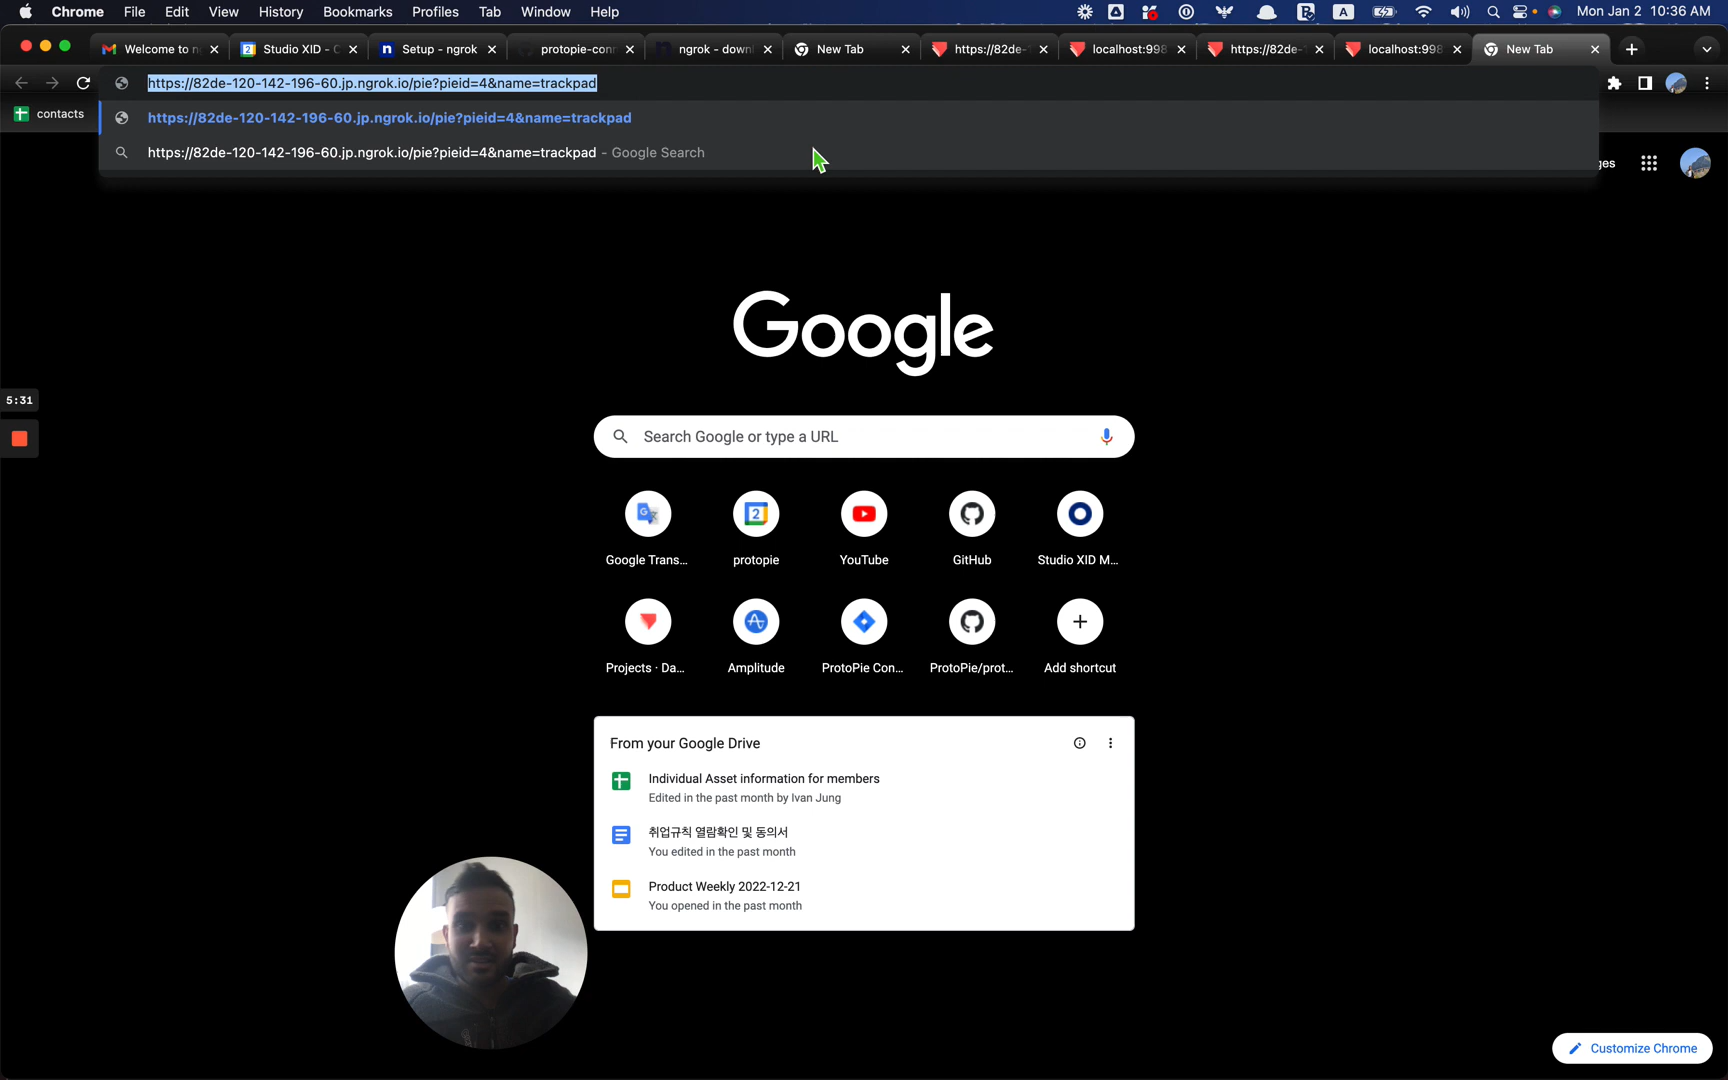 Chrome File Edit View History Bookmarks Profiles Tab Window Help
A
Mon Jan 2 10:36 AM
Welcome to n
2 Studio XID - C
n Setup - ngrok
protopie-conn
ngrok - downl
New Tab
https://82de-1
localhost:998
https://82de-1
localhost:998
New Tab
https://82de-120-142-196-60.jp.ngrok.io/pie?pieid=4&name=trackpad
contacts
https://82de-120-142-196-60.jp.ngrok.io/pie?pieid=4&name=trackpad
https://82de-120-142-196-60.jp.ngrok.io/pie?pieid=4&name=trackpad - Google Search
ges
Google
5:31
Search Google or type a URL
Google Trans...
2
protopie
YouTube
GitHub
Studio XID M...
Projects · Da...
Amplitude
ProtoPie Con...
ProtoPie/prot...
Add shortcut
From your Google Drive
Individual Asset information for members
Edited in the past month by Ivan Jung
취업규칙 열람확인 및 동의서
You edited in the past month
Product Weekly 2022-12-21
You opened in the past month
Customize Chrome